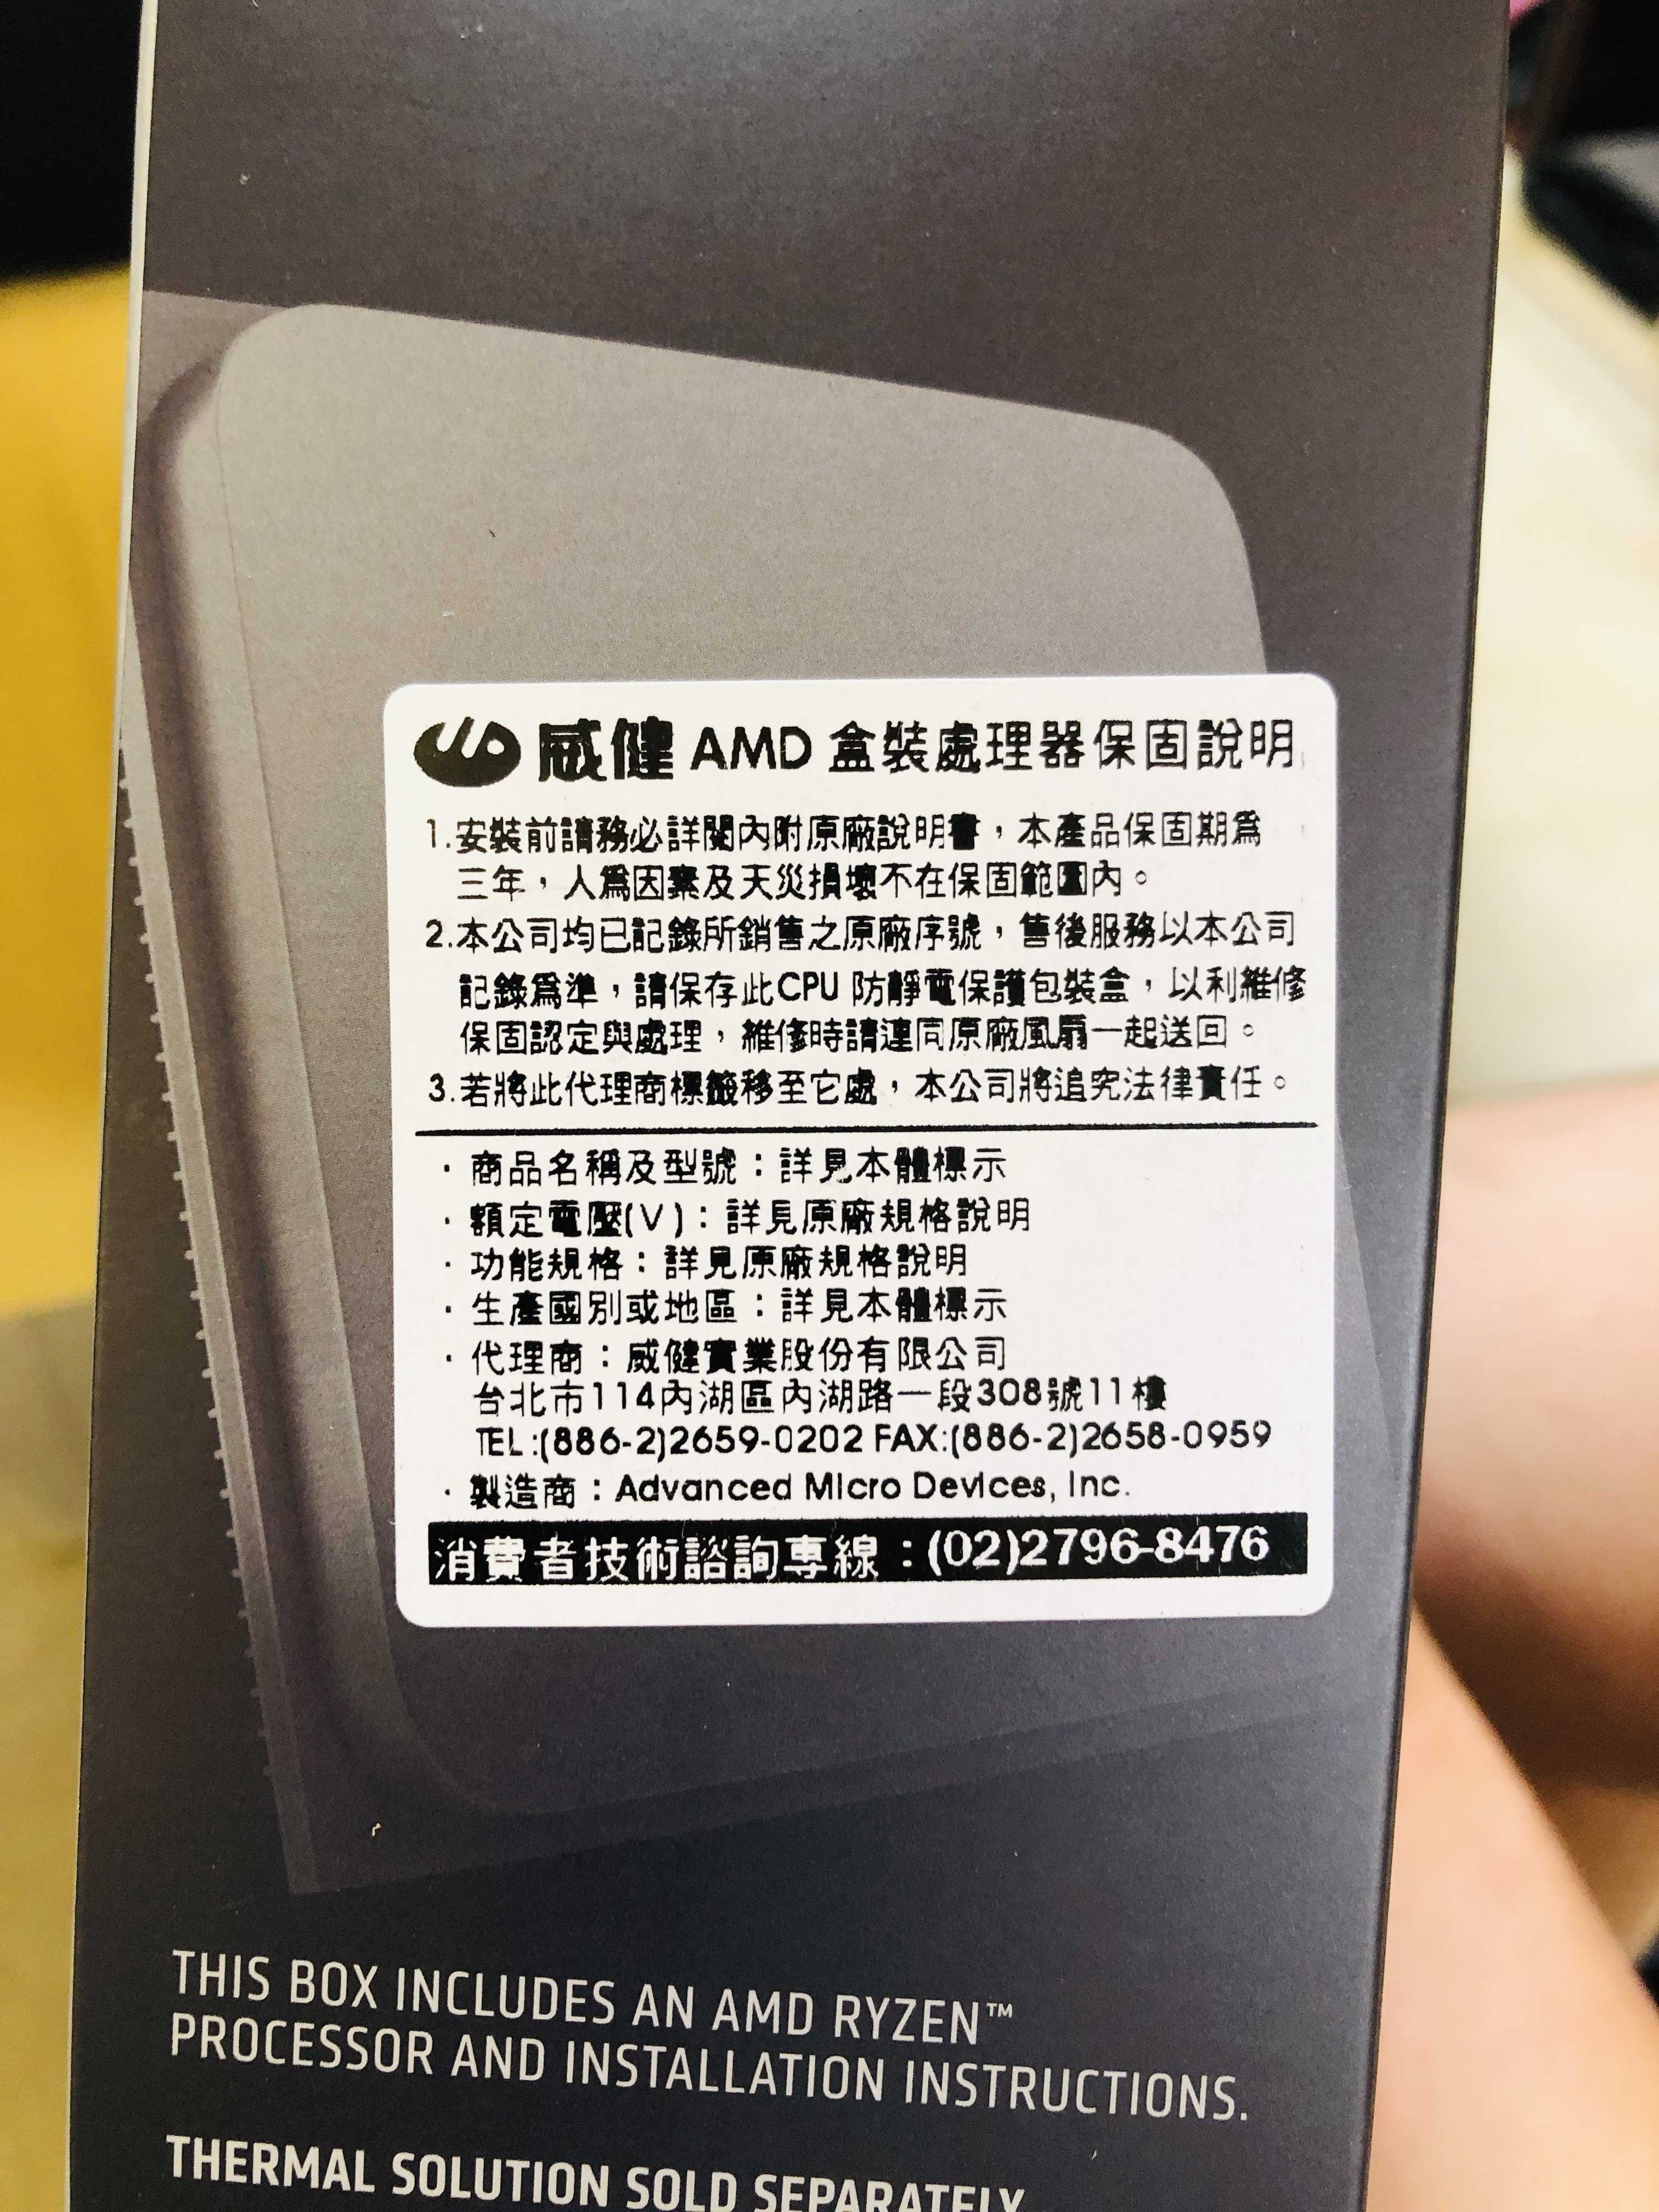 威健 AMD 盒裝處理器保固說明
1.安裝前請務必詳閱內附原廠說明書，本產品保固期為
三年，人為因素及天災損壞不在保固範圍內。
2.本公司均已記錄所銷售之原廠序號，售後服務以本公司
記錄為準，請保存此CPU 防靜電保護包裝盒，以利維修
保固認定與處理，維修時請連同原廠風扇一起送回。
3.若將此代理商標籤移至它處，本公司將追究法律責任。
·商品名稱及型號：詳見本體標示
·額定電壓(V)：詳見原廠規格說明
·功能規格：詳見原廠規格說明
·生產國別或地區：詳見本體標示
·代理商：威健實業股份有限公司
台北市114內湖區內湖路一段308號11樓
TEL:(886-2)2659-0202 FAX:(886-2)2658-0959
·製造商：Advanced Micro Devices, Inc.
消費者技術諮詢專線：(02)2796-8476
THIS BOX INCLUDES AN AMD RYZEN™
PROCESSOR AND INSTALLATION INSTRUCTIONS.
THERMAL SOLUTION SOLD SEPARATELY